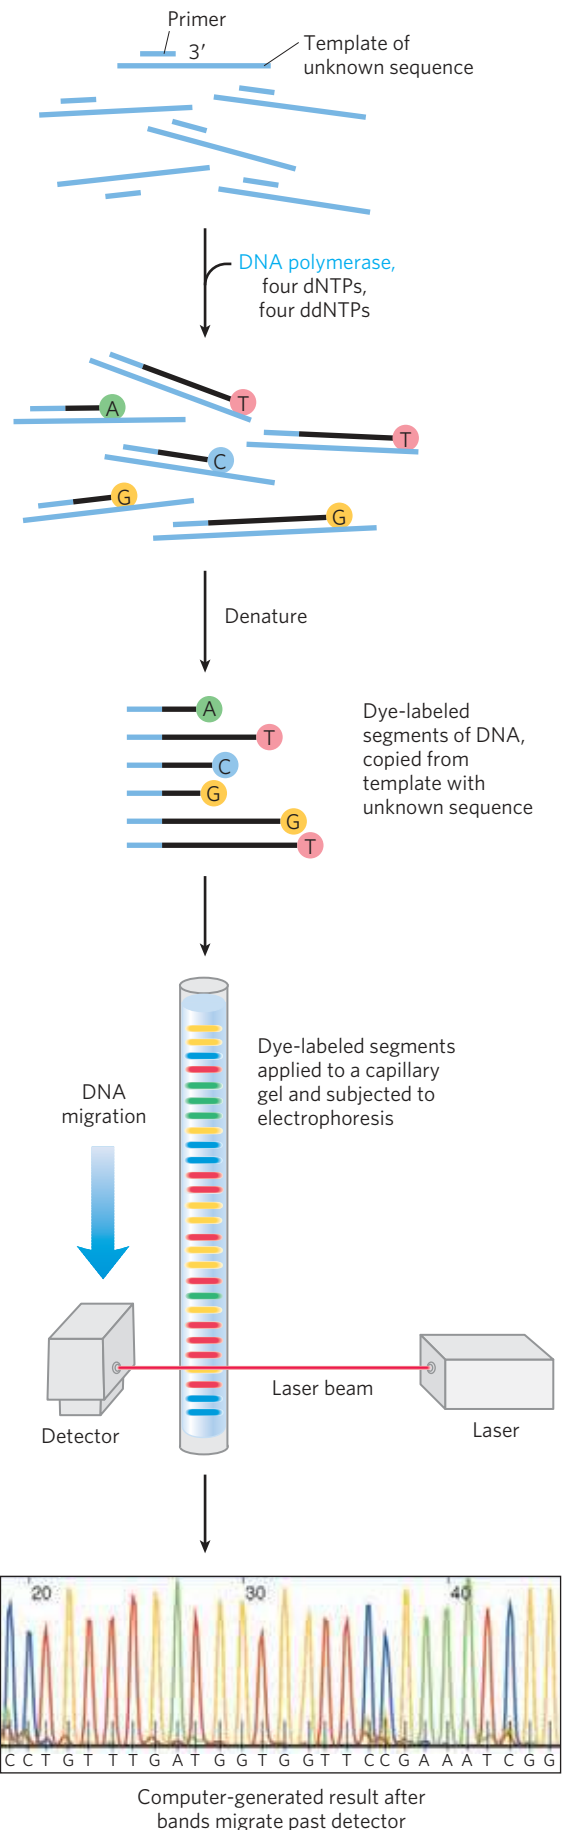 Primer
3′
Template of
unknown sequence
DNA polymerase,
four dNTPs,
four ddNTPs
A
T
T
C
G
G
Denature
A
T
C
G
G
T
Dye-labeled
segments of DNA,
copied from
template with
unknown sequence
Dye-labeled segments
applied to a capillary
gel and subjected to
electrophoresis
DNA
migration
Laser beam
Detector
Laser
20 30 40
C C T G T T T G A T G G T G G T T C C G A A A T C G G
Computer-generated result after
bands migrate past detector